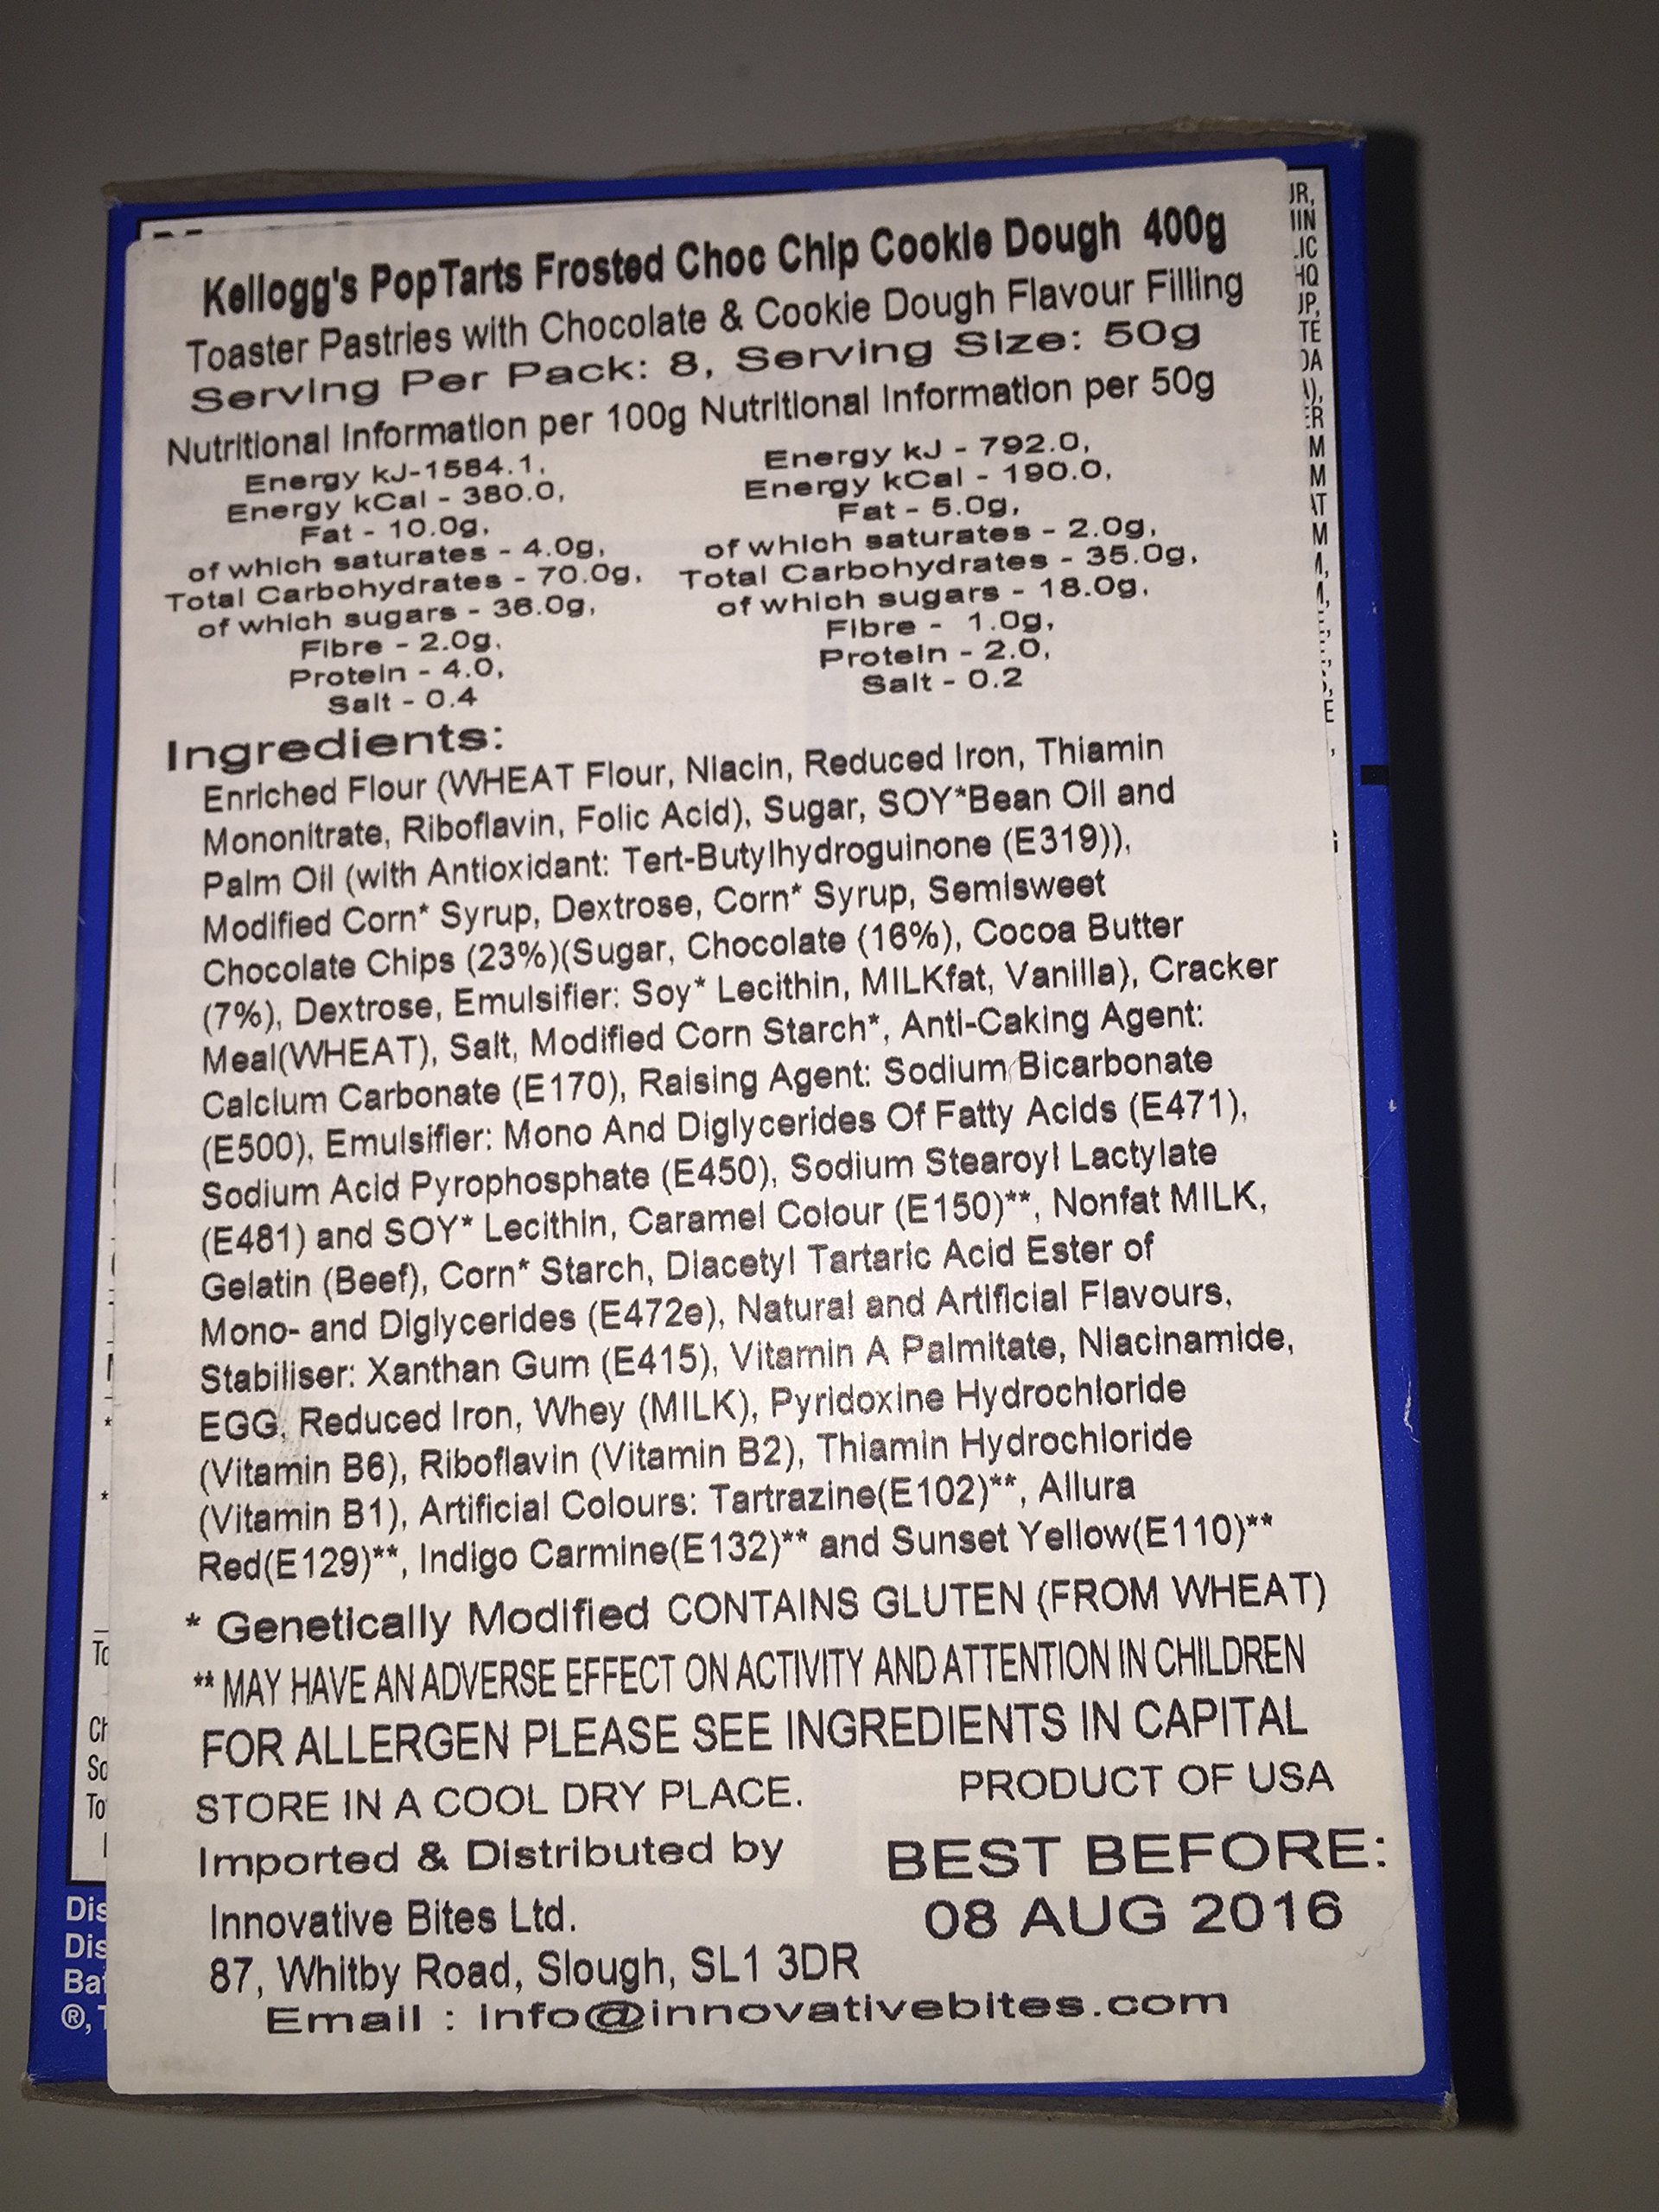 Kellogg's PopTarts Frosted Choc Chip Cookie Dough 400g
Toaster Pastries with Chocolate & Cookie Dough Flavour Filling
Serving Per Pack: 8, Serving Size: 50g
Nutritional Information per 100g Nutritional Information per 50g
Energy kJ-1584.1,
Energy kCal - 380.0,
Fat - 10.0g,
of which saturates - 4.0g,
Total Carbohydrates - 70.0g,
of which sugars - 36.0g,
Fibre - 2.0g,
Protein - 4.0,
Salt - 0.4
Energy kJ - 792.0,
Energy kCal - 190.0,
Fat - 5.0g,
of which saturates - 2.0g,
Total Carbohydrates - 35.0g,
of which sugars - 18.0g,
Fibre - 1.0g,
Protein - 2.0,
Salt - 0.2
Ingredients:
Enriched Flour (WHEAT Flour, Niacin, Reduced Iron, Thiamin
Mononitrate, Riboflavin, Folic Acid), Sugar, SOY*Bean Oil and
Palm Oil (with Antioxidant: Tert-Butylhydroguinone (E319)),
Modified Corn* Syrup, Dextrose, Corn* Syrup, Semisweet
Chocolate Chips (23%)(Sugar, Chocolate (16%), Cocoa Butter
(7%), Dextrose, Emulsifier: Soy* Lecithin, MILKfat, Vanilla), Cracker
Meal(WHEAT), Salt, Modified Corn Starch*, Anti-Caking Agent:
Calcium Carbonate (E170), Raising Agent: Sodium Bicarbonate
(E500), Emulsifier: Mono And Diglycerides Of Fatty Acids (E471),
Sodium Acid Pyrophosphate (E450), Sodium Stearoyl Lactylate
(E481) and SOY* Lecithin, Caramel Colour (E150)**, Nonfat MILK,
Gelatin (Beef), Corn* Starch, Diacetyl Tartaric Acid Ester of
Mono- and Diglycerides (E472e), Natural and Artificial Flavours,
Stabiliser: Xanthan Gum (E415), Vitamin A Palmitate, Niacinamide,
EGG, Reduced Iron, Whey (MILK), Pyridoxine Hydrochloride
(Vitamin B6), Riboflavin (Vitamin B2), Thiamin Hydrochloride
(Vitamin B1), Artificial Colours: Tartrazine(E102)**, Allura
Red(E129)**, Indigo Carmine(E132)** and Sunset Yellow(E110)**
* Genetically Modified CONTAINS GLUTEN (FROM WHEAT)
** MAY HAVE AN ADVERSE EFFECT ON ACTIVITY AND ATTENTION IN CHILDREN
FOR ALLERGEN PLEASE SEE INGREDIENTS IN CAPITAL
STORE IN A COOL DRY PLACE.
PRODUCT OF USA
Imported & Distributed by
Innovative Bites Ltd.
87, Whitby Road, Slough, SL1 3DR
Email : info@innovativebites.com
BEST BEFORE:
08 AUG 2016